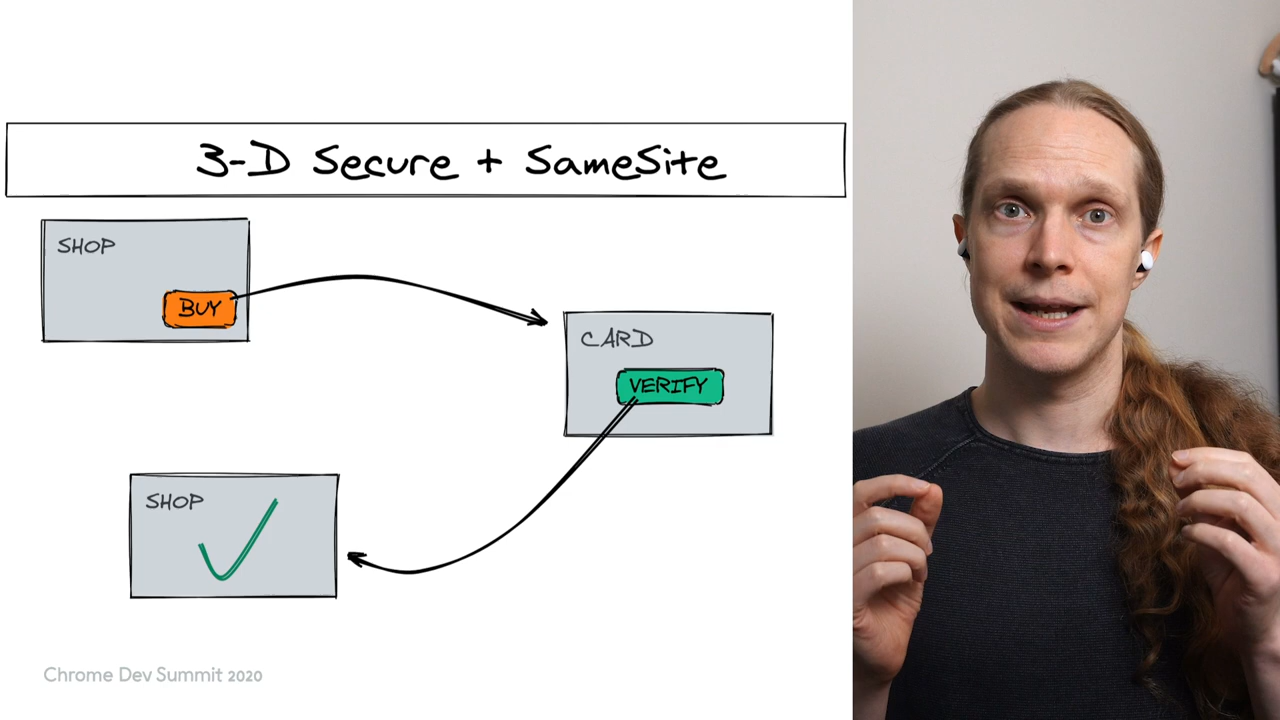 3-D Secure + SameSite
SHOP
BUY
CARD
VERIFY
SHOP
Chrome Dev Summit 2020